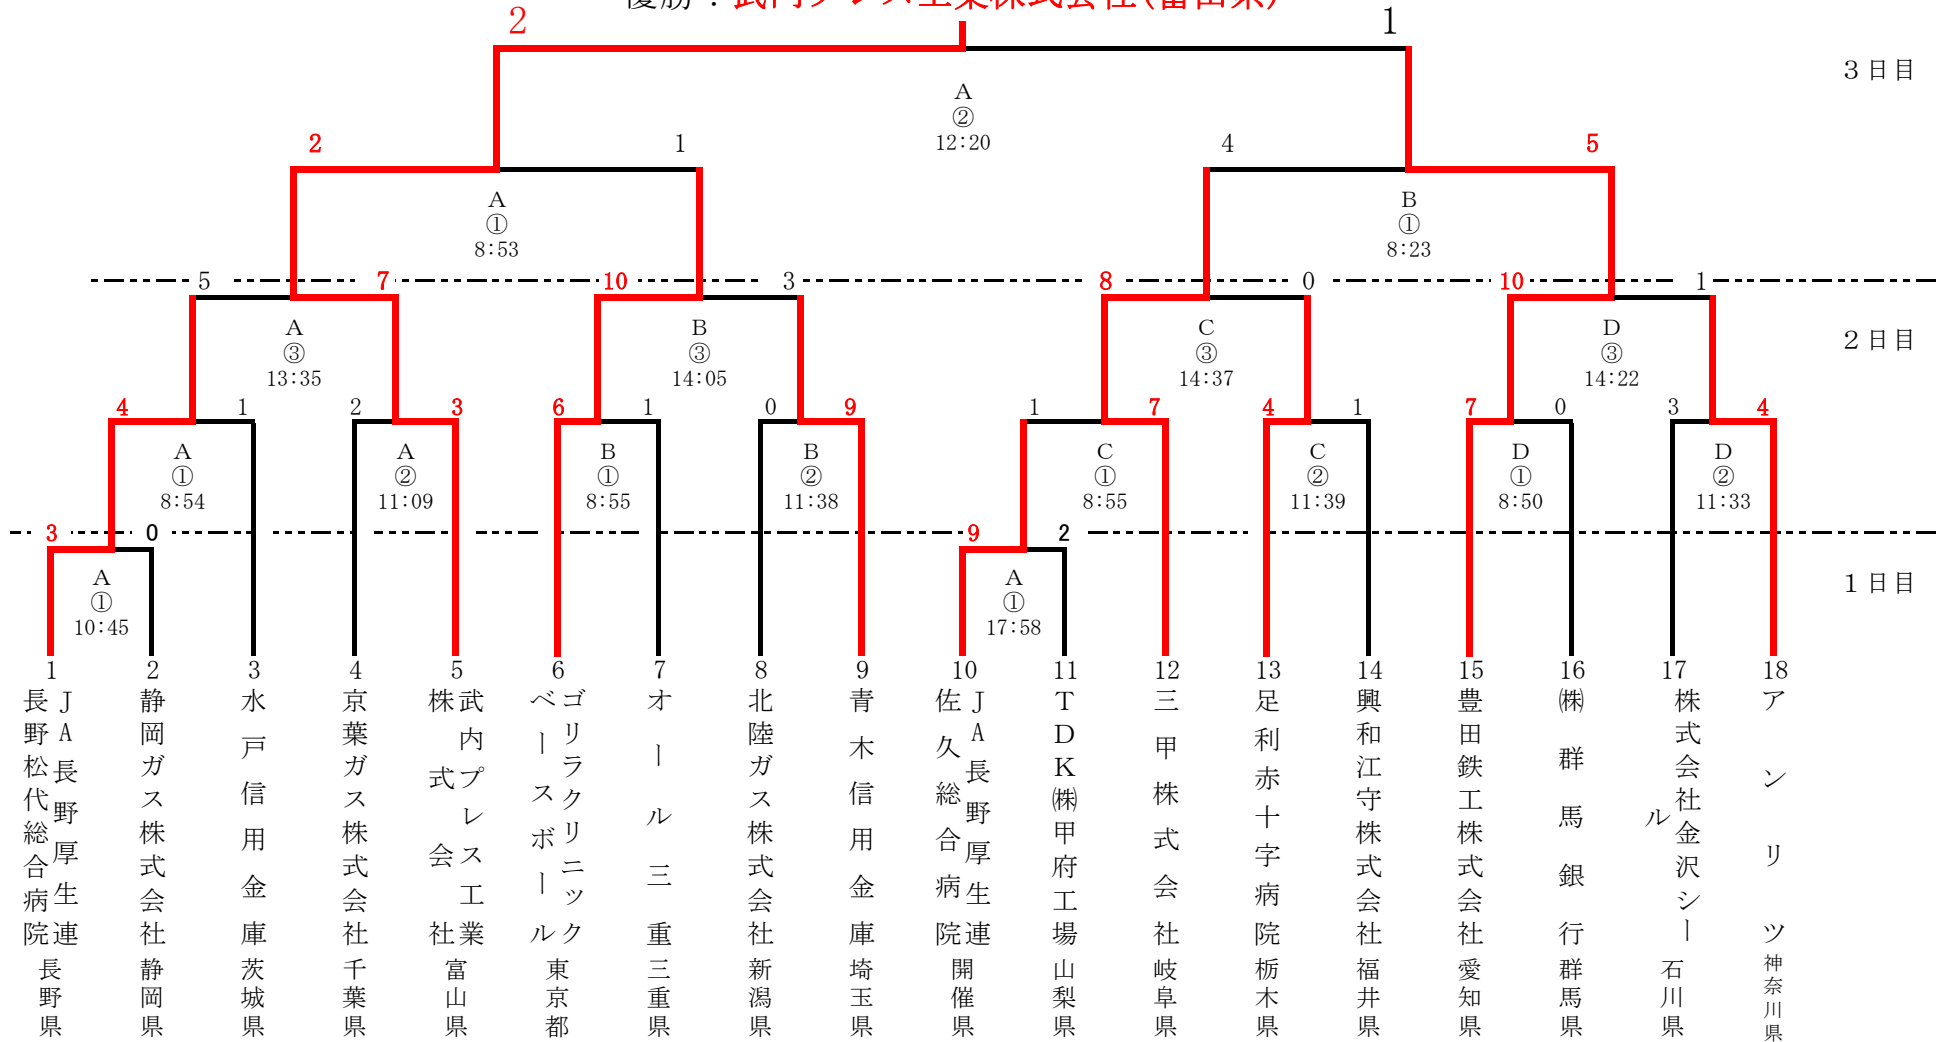 優勝：武内プレス工業株式会社(富山県)
2
1
3日目
A
②
12:20
2
1
4
5
A
①
8:53
B
①
8:23
5
7
10
3
8
0
10
1
A
③
13:35
B
③
14:05
C
③
14:37
D
③
14:22
2日目
4
1
2
3
6
1
0
9
1
7
4
1
7
0
3
4
A
①
8:54
A
②
11:09
B
①
8:55
B
②
11:38
C
①
8:55
C
②
11:39
D
①
8:50
D
②
11:33
3
0
9
2
A
①
10:45
A
①
17:58
1日目
1
JA長野厚生連
長野松代総合病院
長野県
2
静岡ガス株式会社
静岡県
3
水戸信用金庫
茨城県
4
京葉ガス株式会社
千葉県
5
武内プレス工業
株式会社
富山県
6
ゴリラクリニック
ベースボール
東京都
7
オール三重
三重県
8
北陸ガス株式会社
新潟県
9
青木信用金庫
埼玉県
10
JA長野厚生連
佐久総合病院
開催県
11
TDK㈱甲府工場
山梨県
12
三甲株式会社
岐阜県
13
足利赤十字病院
栃木県
14
興和江守株式会社
福井県
15
豊田鉄工株式会社
愛知県
16
㈱群馬銀行
群馬県
17
株式会社金沢シー
ル
石川県
18
アンリツ
神奈川県